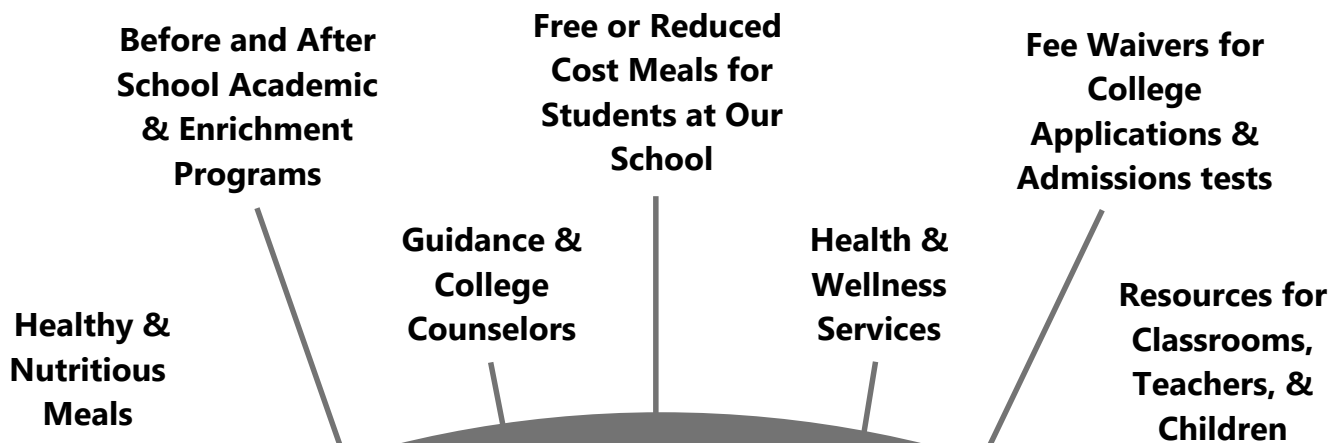 Before and After
School Academic
& Enrichment
Programs
Free or Reduced
Cost Meals for
Students at Our
School
Fee Waivers for
College
Applications &
Admissions tests
Guidance &
College
Counselors
Health &
Wellness
Services
Healthy &
Nutritious
Meals
Resources for
Classrooms,
Teachers, &
Children